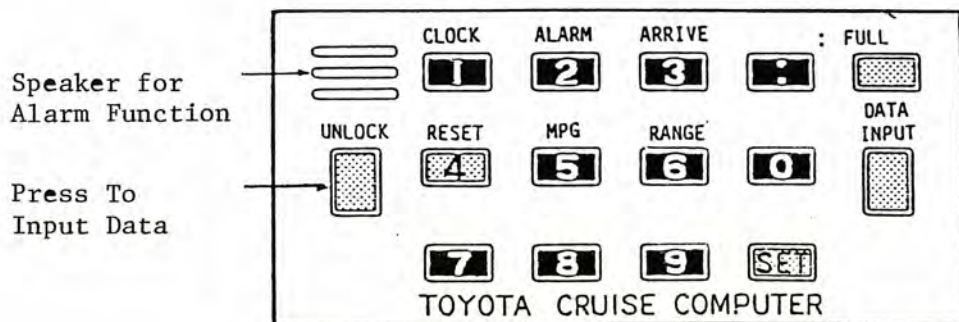 CLOCK ALARM ARRIVE : FULL
1 2 3 :
Speaker for
Alarm Function
DATA
INPUT
UNLOCK RESET MPG RANGE
4 5 6 0
Press To
Input Data
7 8 9 SET
TOYOTA CRUISE COMPUTER